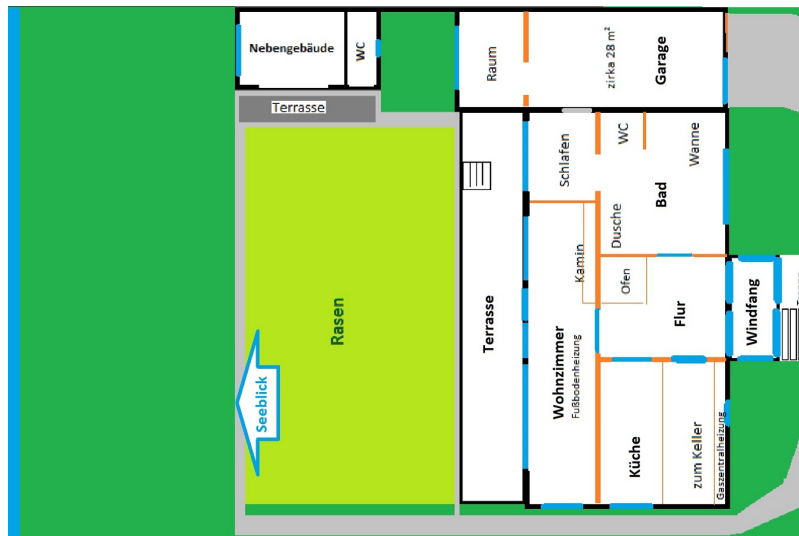 Nebengebäude
WC
Terrasse
Raum
zirka 28 m²
Garage
Schlafen
WC
Wanne
Bad
Dusche
Kamin
Ofen
Flur
Windfang
Terrasse
Wohnzimmer
Fußbodenheizung
Rasen
Seeblick
Küche
zum Keller
Gaszentralheizung